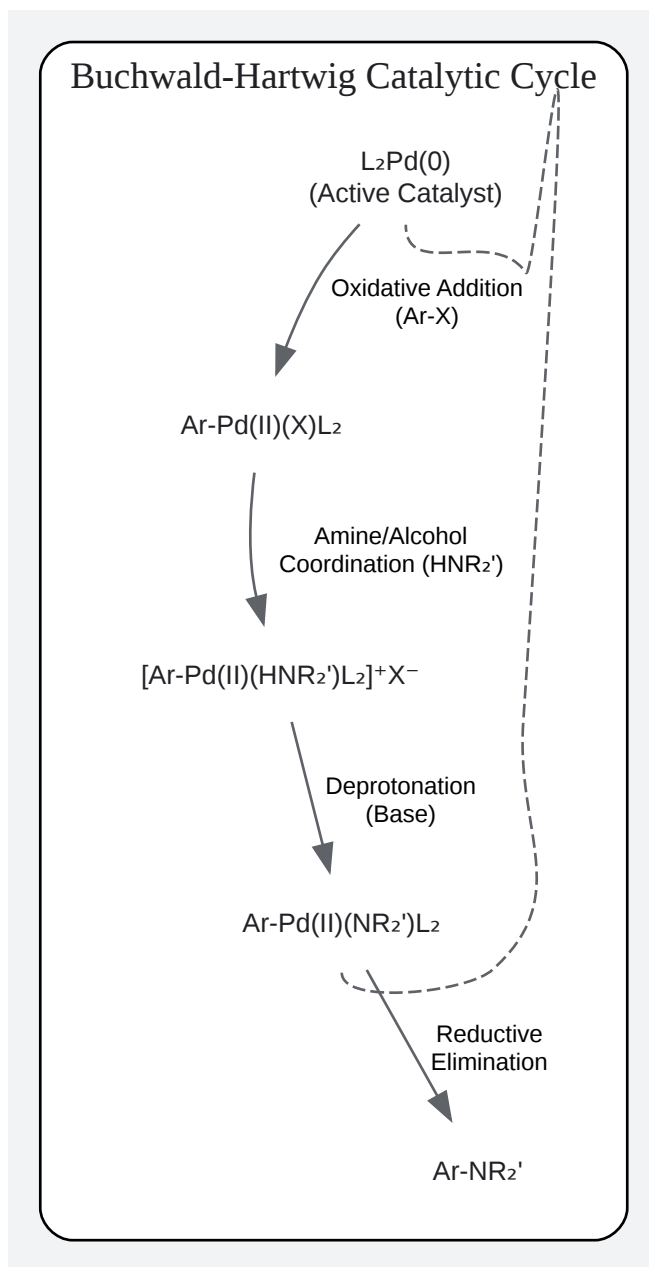 Buchwald-Hartwig Catalytic Cycle
L₂Pd(0)
(Active Catalyst)
Oxidative Addition
(Ar-X)
Ar-Pd(II)(X)L₂
Amine/Alcohol
Coordination (HNR₂')
[Ar-Pd(II)(HNR₂')L₂]⁺X⁻
Deprotonation
(Base)
Ar-Pd(II)(NR₂')L₂
Reductive
Elimination
Ar-NR₂'